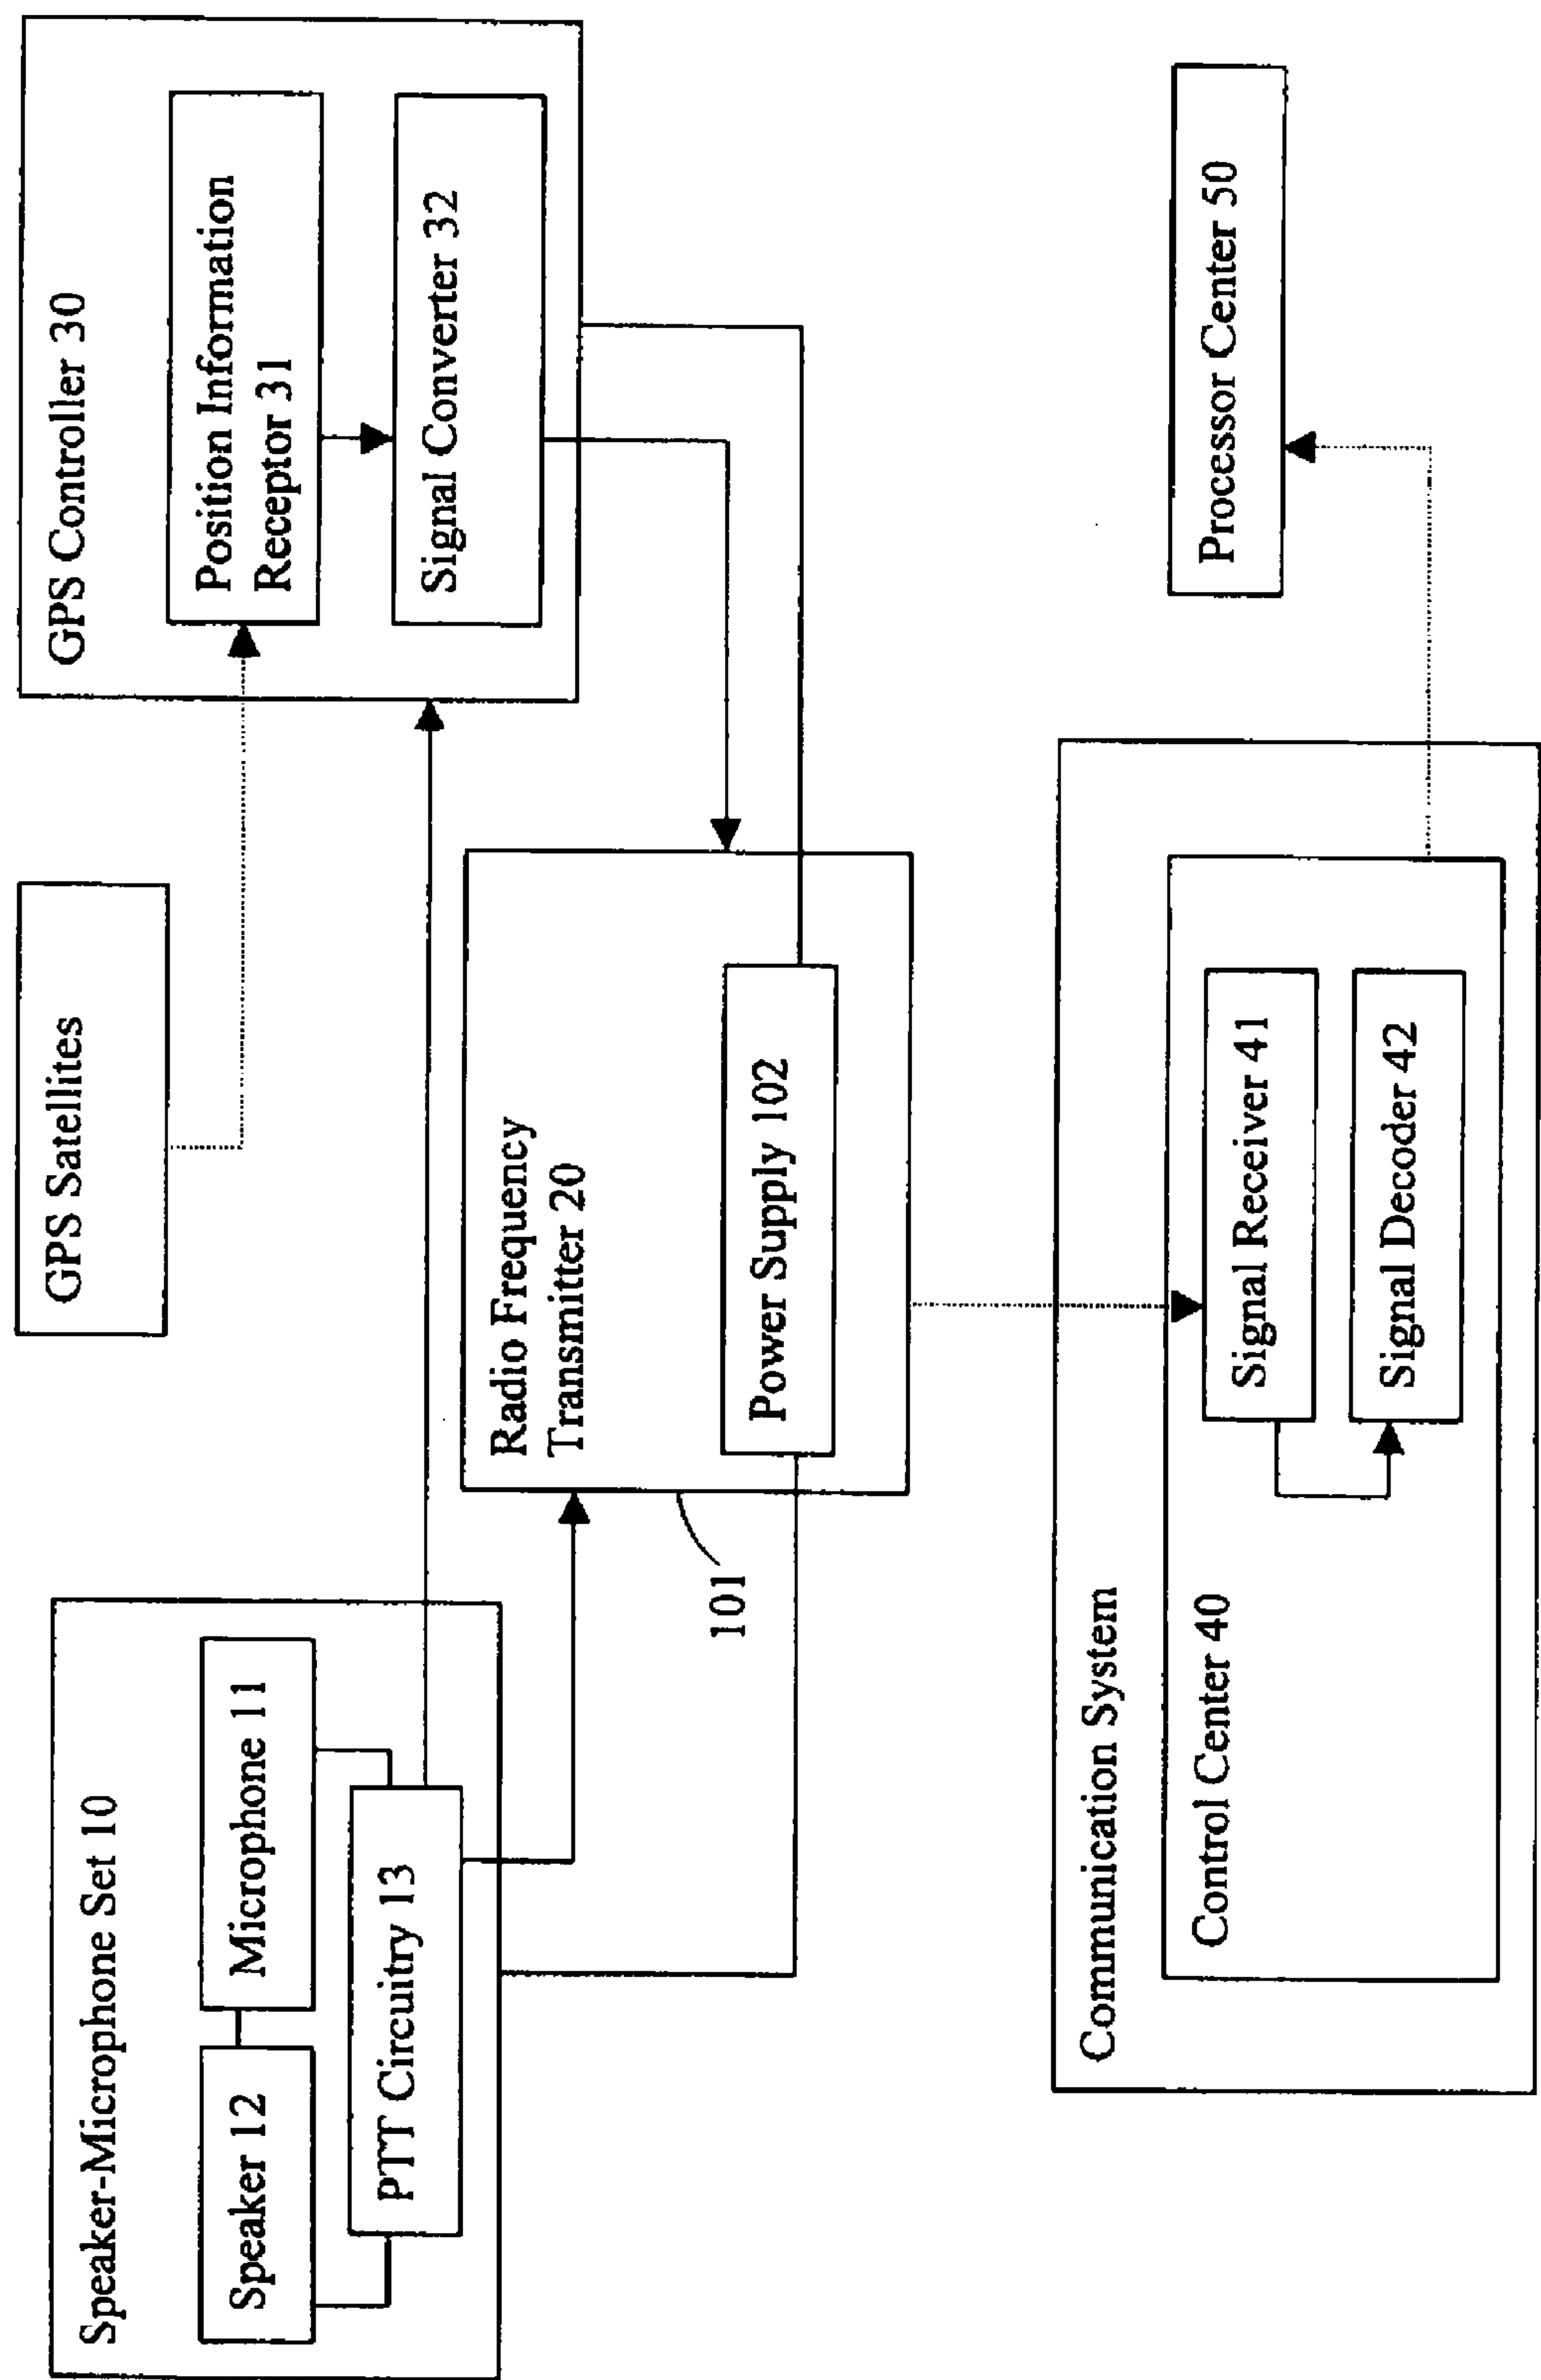 Speaker-Microphone Set 10
Speaker 12
Microphone 11
PTT Circuitry 13
GPS Satellites
GPS Controller 30
Position Information
Receptor 31
Signal Converter 32
Radio Frequency
Transmitter 20
Power Supply 102
101
Communication System
Control Center 40
Signal Receiver 41
Signal Decoder 42
Processor Center 50